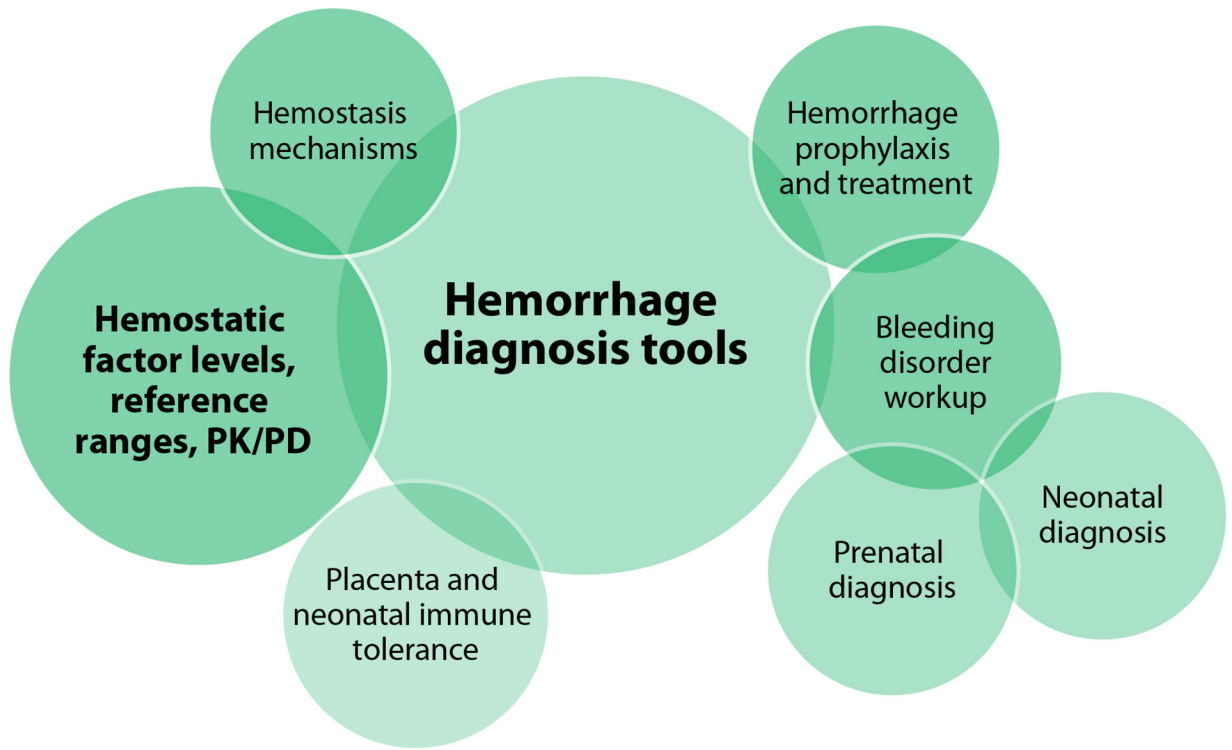 Hemostasis
mechanisms
Hemorrhage
prophylaxis
and treatment
Hemorrhage
diagnosis tools
Hemostatic
factor levels,
reference
ranges, PK/PD
Bleeding
disorder
workup
Neonatal
diagnosis
Prenatal
diagnosis
Placenta and
neonatal immune
tolerance